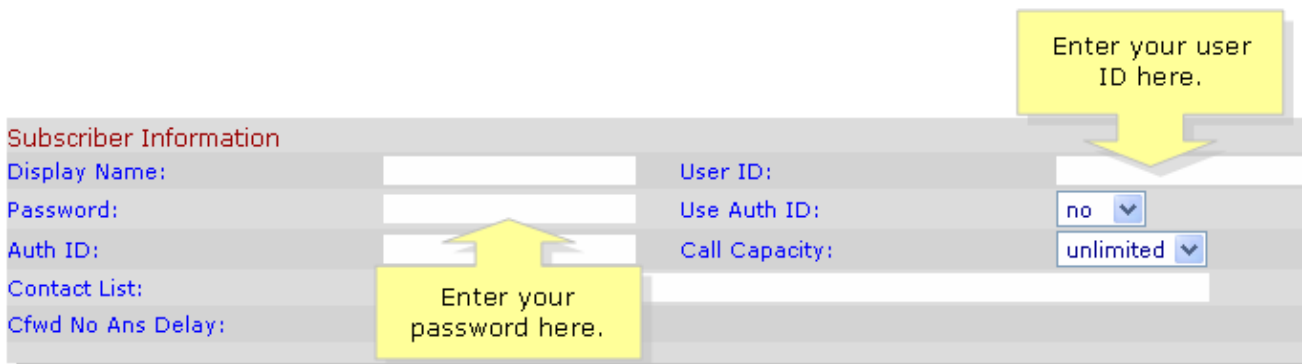 Enter your user
ID here.
Subscriber Information
Display Name: User ID:
Password: Use Auth ID: no
Auth ID: Call Capacity: unlimited
Contact List:
Cfwd No Ans Delay:
Enter your
password here.